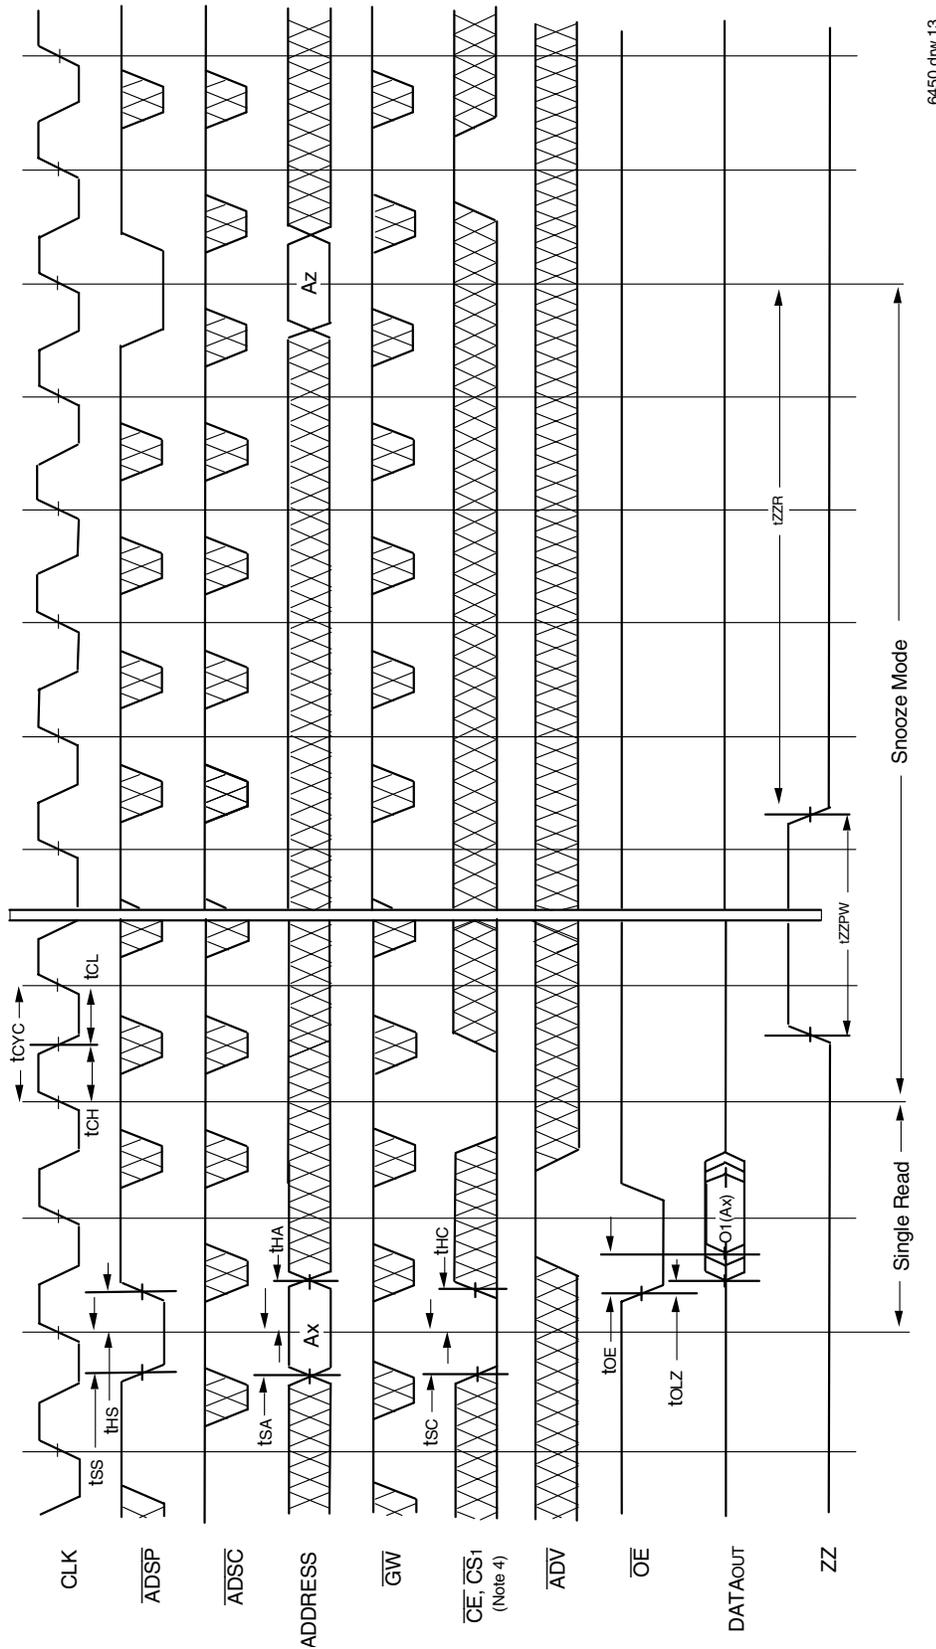 CLK
tCYC
tCH
tCL
tSS
tHS
ADSP
ADSC
ADDRESS
tSA
tHA
Ax
Az
GW
CE, CS1
(Note 4)
tSC
tHC
ADV
OE
tOE
tOLZ
DATAOUT
O1(Ax)
ZZ
tZZPW
tZZR
Single Read
Snooze Mode
6450 drw 13